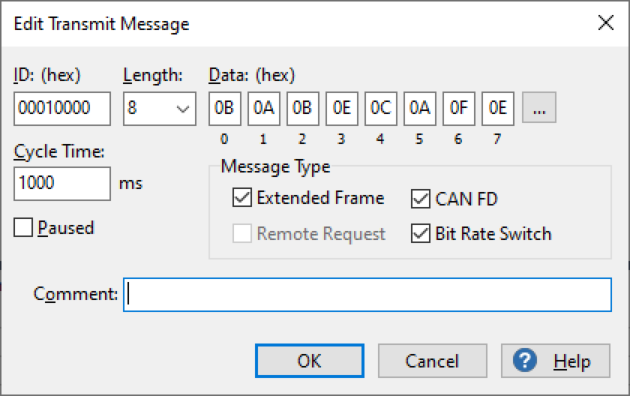 Edit Transmit Message
ID: (hex) Length: Data: (hex)
00010000 8 0B 0A 0B 0E 0C 0A 0F 0E ...
0 1 2 3 4 5 6 7
Cycle Time:
1000 ms
Message Type
Extended Frame CAN FD
Paused
Remote Request Bit Rate Switch
Comment:
OK Cancel ? Help